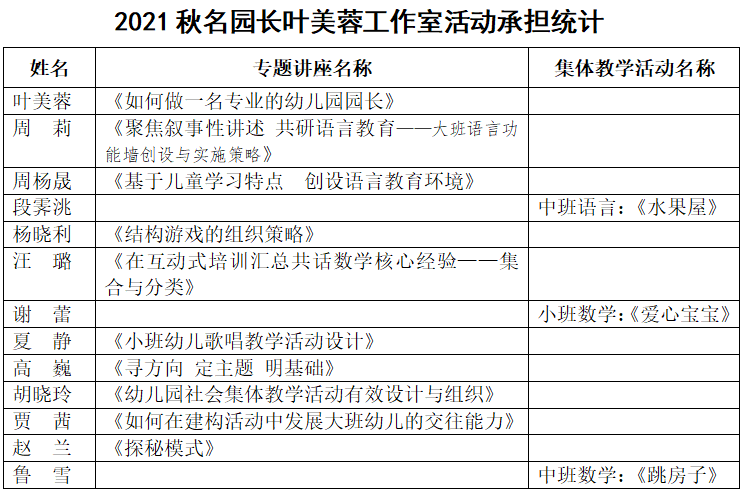 2021秋名园长叶美蓉工作室活动承担统计
姓名 专题讲座名称 集体教学活动名称
叶美蓉 《如何做一名专业的幼儿园园长》
周 莉 《聚焦叙事性讲述 共研语言教育——大班语言功
能墙创设与实施策略》
周杨晟 《基于儿童学习特点 创设语言教育环境》
段霁洮 中班语言：《水果屋》
杨晓利 《结构游戏的组织策略》
汪 璐 《在互动式培训汇总共话数学核心经验——集
合与分类》
谢 蕾 小班数学：《爱心宝宝》
夏 静 《小班幼儿歌唱教学活动设计》
高 巍 《寻方向 定主题 明基础》
胡晓玲 《幼儿园社会集体教学活动有效设计与组织》
贾 茜 《如何在建构活动中发展大班幼儿的交往能力》
赵 兰 《探秘模式》
鲁 雪 中班数学：《跳房子》